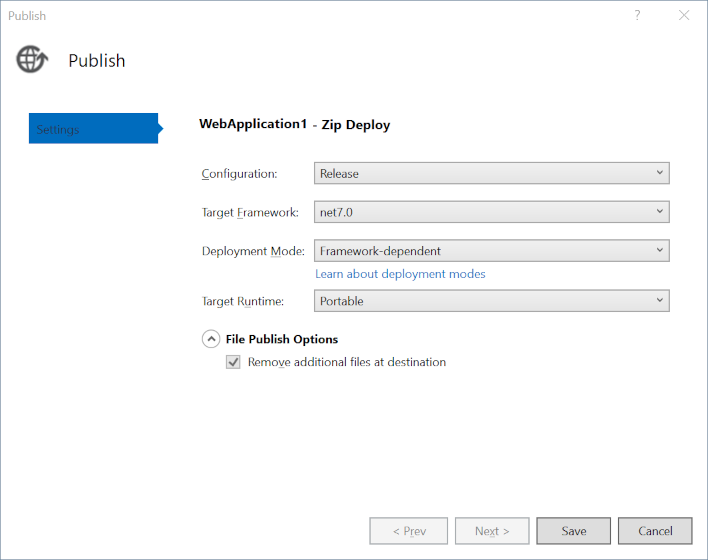 Publish
?
Publish
Settings
WebApplication1 - Zip Deploy
Configuration: Release
Target Framework: net7.0
Deployment Mode: Framework-dependent
Learn about deployment modes
Target Runtime: Portable
File Publish Options
Remove additional files at destination
< Prev Next > Save Cancel